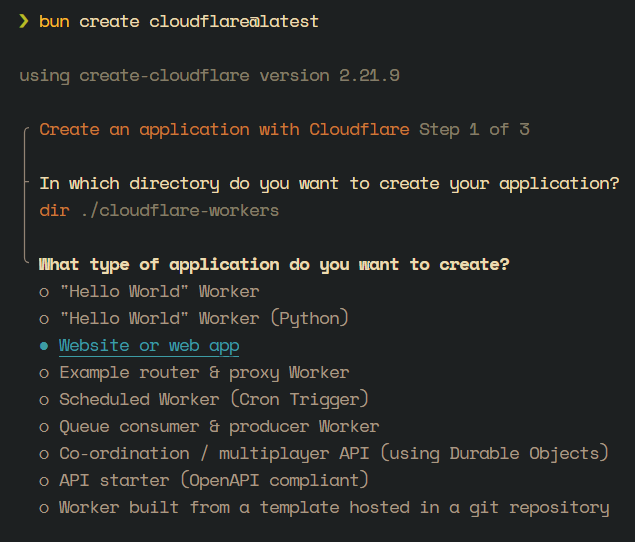 ❯ bun create cloudflare@latest
using create-cloudflare version 2.21.9
Create an application with Cloudflare Step 1 of 3
In which directory do you want to create your application?
dir ./cloudflare-workers
What type of application do you want to create?
○ "Hello World" Worker
○ "Hello World" Worker (Python)
● Website or web app
○ Example router & proxy Worker
○ Scheduled Worker (Cron Trigger)
○ Queue consumer & producer Worker
○ Co-ordination / multiplayer API (using Durable Objects)
○ API starter (OpenAPI compliant)
○ Worker built from a template hosted in a git repository